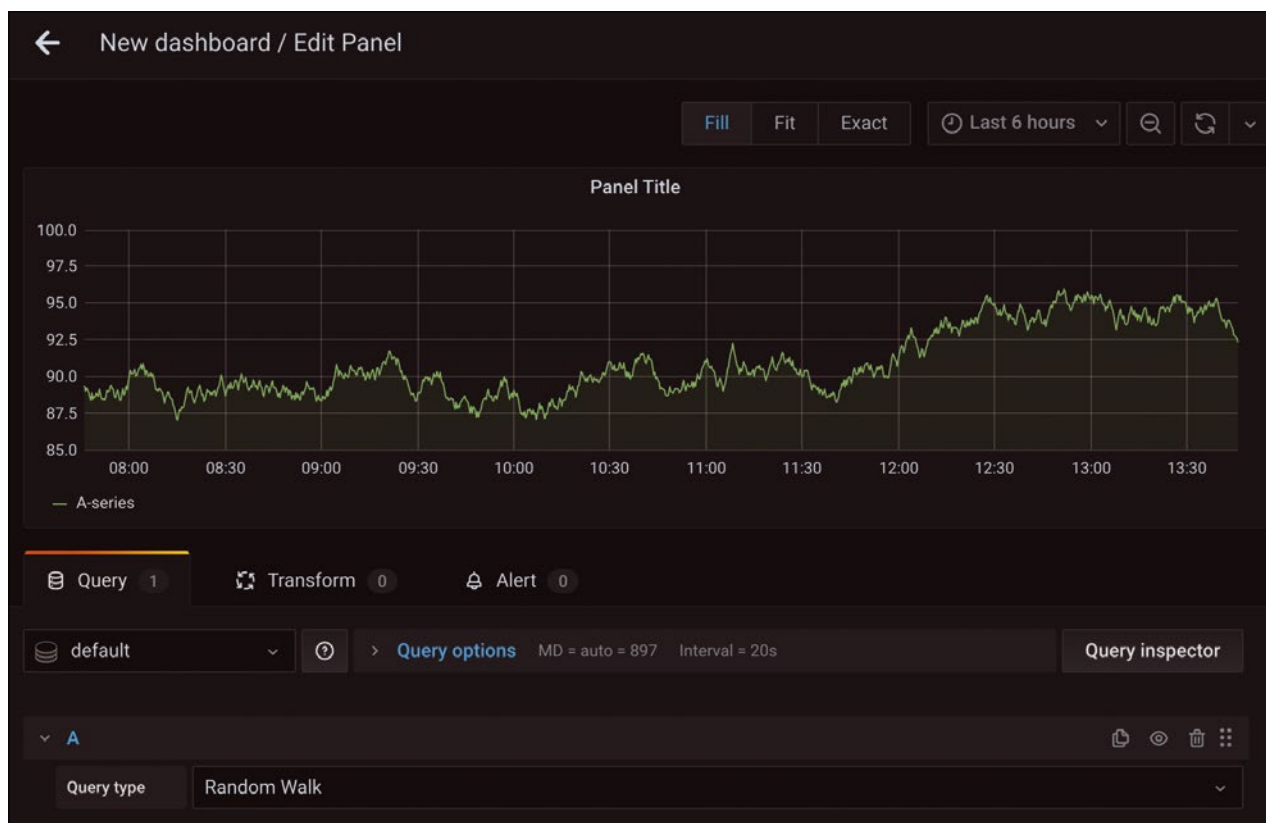 New dashboard / Edit Panel
Fill Fit Exact Last 6 hours
Panel Title
100.0
97.5
95.0
92.5
90.0
87.5
85.0
08:00 08:30 09:00 09:30 10:00 10:30 11:00 11:30 12:00 12:30 13:00 13:30
A-series
Query 1 Transform 0 Alert 0
default Query options MD = auto = 897 Interval = 20s Query inspector
A
Query type Random Walk